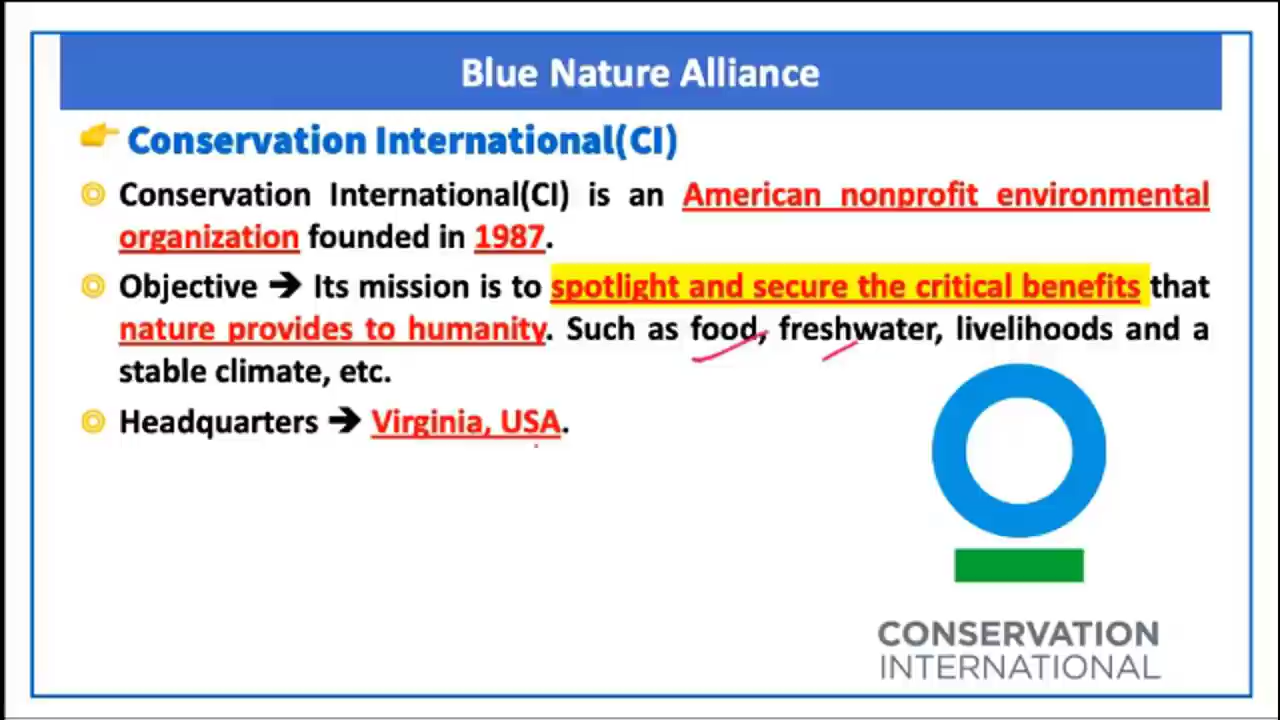 Blue Nature Alliance
Conservation International(CI)
Conservation International(CI) is an American nonprofit environmental
organization founded in 1987.
Objective ➔ Its mission is to spotlight and secure the critical benefits that
nature provides to humanity. Such as food, freshwater, livelihoods and a
stable climate, etc.
Headquarters ➔ Virginia, USA.
CONSERVATION
INTERNATIONAL